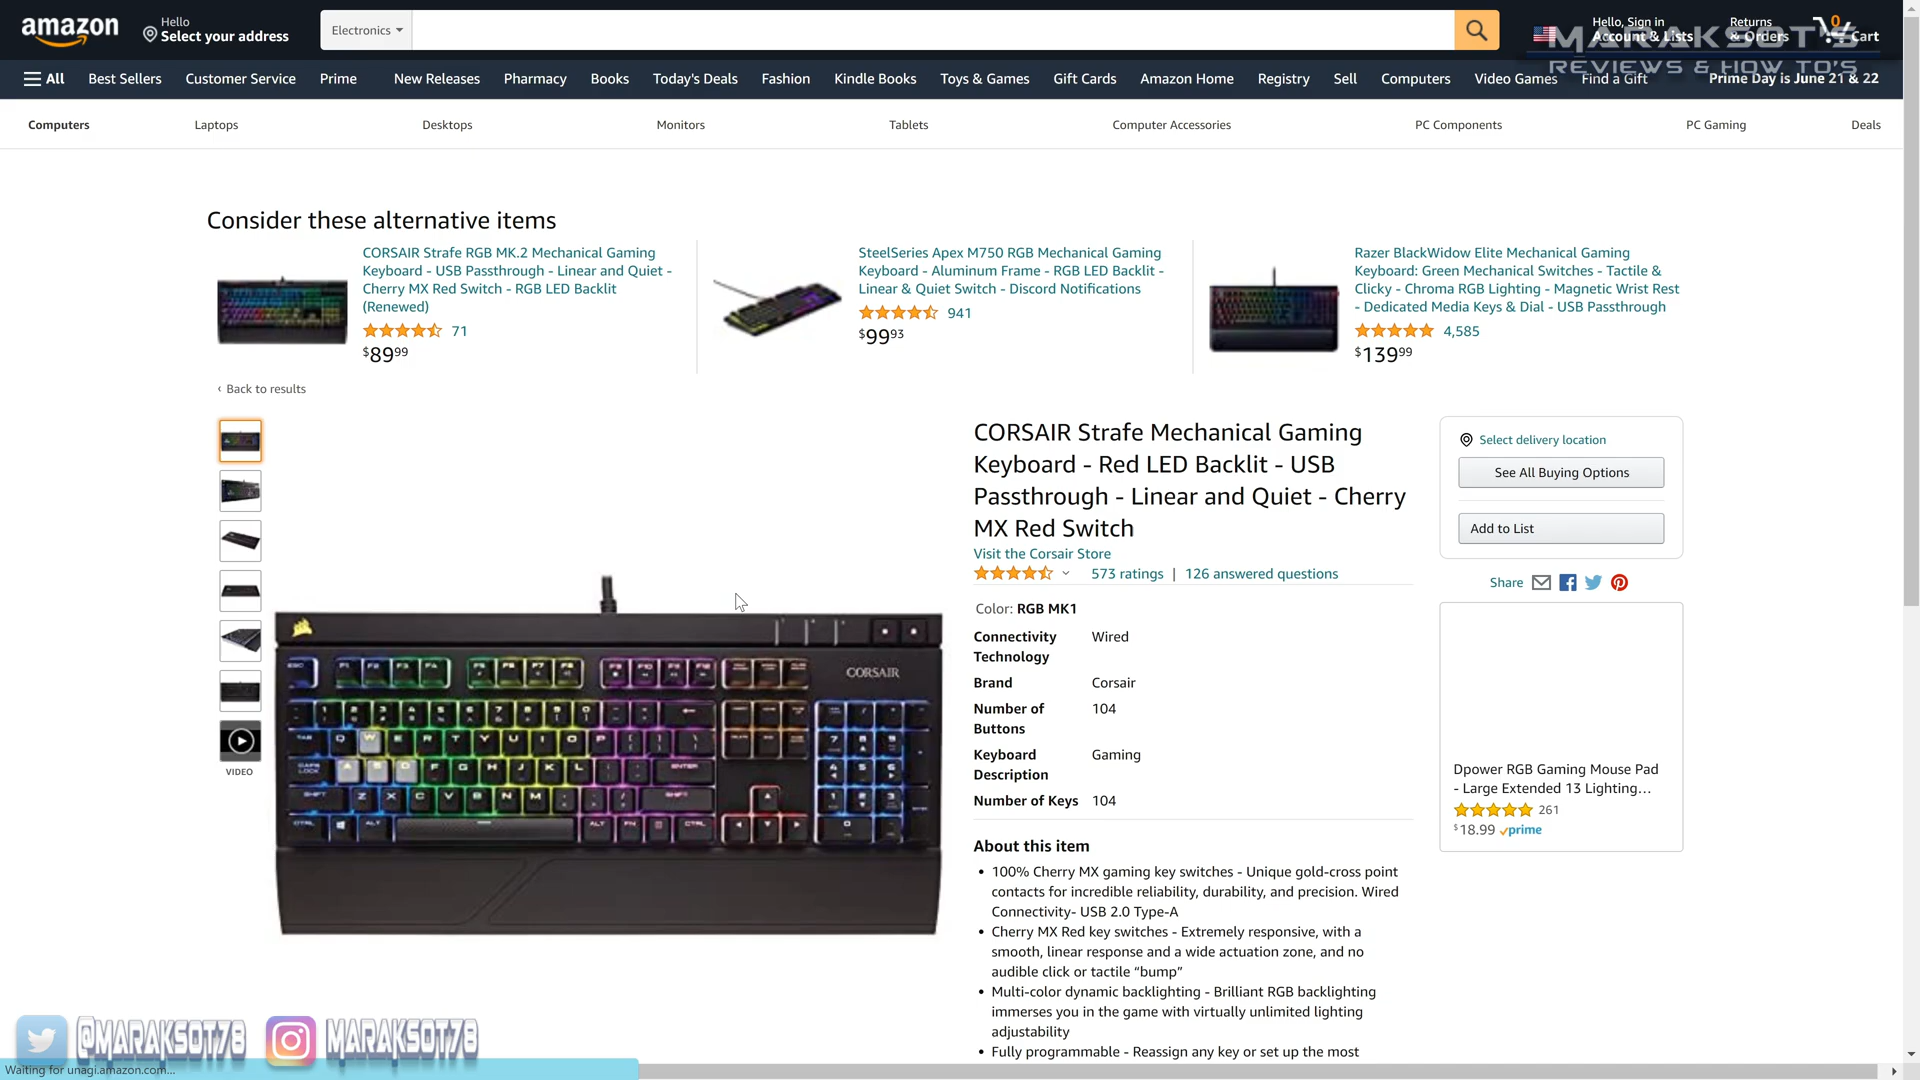 amazon
Hello
Select your address
Electronics
Hello, Sign in
Account & Lists
Returns
& Orders
0
Cart
MARAKSOT'S
REVIEWS & HOW TO'S
All
Best Sellers
Customer Service
Prime
New Releases
Pharmacy
Books
Today's Deals
Fashion
Kindle Books
Toys & Games
Gift Cards
Amazon Home
Registry
Sell
Computers
Video Games
Find a Gift
Prime Day is June 21 & 22
Computers
Laptops
Desktops
Monitors
Tablets
Computer Accessories
PC Components
PC Gaming
Deals
Consider these alternative items
CORSAIR Strafe RGB MK.2 Mechanical Gaming
Keyboard - USB Passthrough - Linear and Quiet -
Cherry MX Red Switch - RGB LED Backlit
(Renewed)
71
$8999
SteelSeries Apex M750 RGB Mechanical Gaming
Keyboard - Aluminum Frame - RGB LED Backlit -
Linear & Quiet Switch - Discord Notifications
941
$9993
Razer BlackWidow Elite Mechanical Gaming
Keyboard: Green Mechanical Switches - Tactile &
Clicky - Chroma RGB Lighting - Magnetic Wrist Rest
- Dedicated Media Keys & Dial - USB Passthrough
4,585
$13999
‹ Back to results
VIDEO
CORSAIR
CORSAIR Strafe Mechanical Gaming
Keyboard - Red LED Backlit - USB
Passthrough - Linear and Quiet - Cherry
MX Red Switch
Visit the Corsair Store
573 ratings | 126 answered questions
Color: RGB MK1
Connectivity
Technology
Wired
Brand
Corsair
Number of
Buttons
104
Keyboard
Description
Gaming
Number of Keys
104
About this item
• 100% Cherry MX gaming key switches - Unique gold-cross point
contacts for incredible reliability, durability, and precision. Wired
Connectivity- USB 2.0 Type-A
• Cherry MX Red key switches - Extremely responsive, with a
smooth, linear response and a wide actuation zone, and no
audible click or tactile “bump”
• Multi-color dynamic backlighting - Brilliant RGB backlighting
immerses you in the game with virtually unlimited lighting
adjustability
• Fully programmable - Reassign any key or set up the most
Select delivery location
See All Buying Options
Add to List
Share
Dpower RGB Gaming Mouse Pad
- Large Extended 13 Lighting...
261
$18.99 prime
@MARAKSOT78
MARAKSOT78
Waiting for unagi.amazon.com...